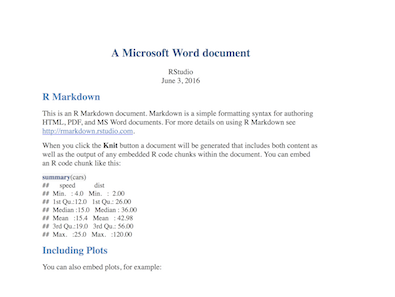 A Microsoft Word document
RStudio
June 3, 2016
R Markdown
This is an R Markdown document. Markdown is a simple formatting syntax for authoring
HTML, PDF, and MS Word documents. For more details on using R Markdown see
http://rmarkdown.rstudio.com.
When you click the Knit button a document will be generated that includes both content as
well as the output of any embedded R code chunks within the document. You can embed
an R code chunk like this:
summary(cars)
##      speed           dist
## Min.   : 4.0   Min.   :  2.00
## 1st Qu.:12.0   1st Qu.: 26.00
## Median :15.0   Median : 36.00
## Mean   :15.4   Mean   : 42.98
## 3rd Qu.:19.0   3rd Qu.: 56.00
## Max.   :25.0   Max.   :120.00
Including Plots
You can also embed plots, for example: